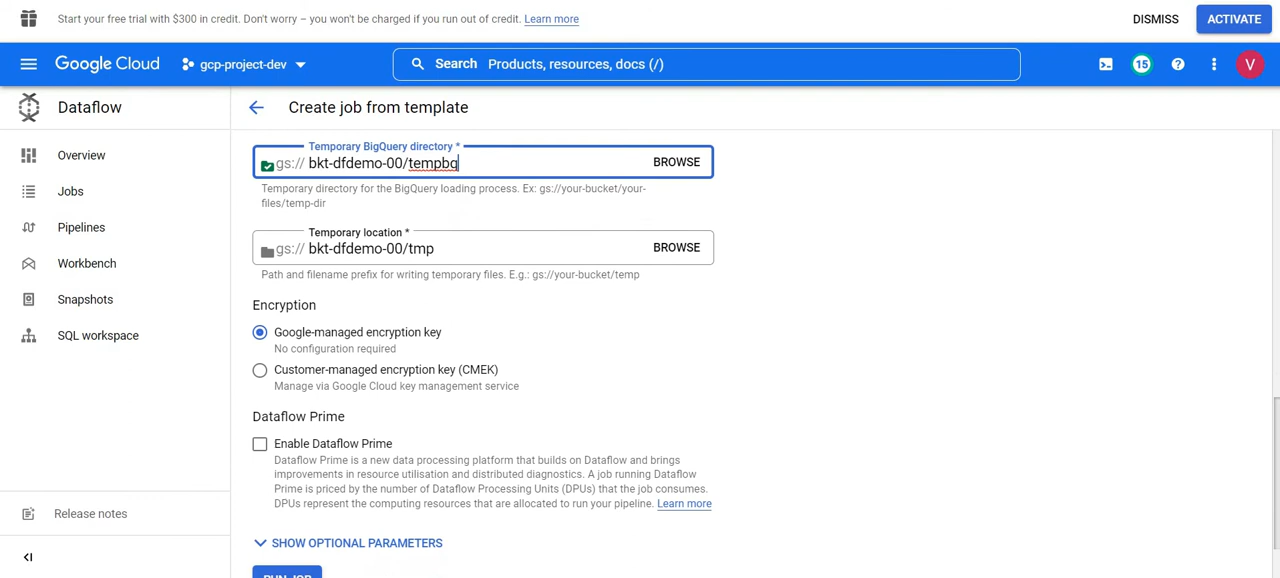 Start your free trial with $300 in credit. Don't worry – you won't be charged if you run out of credit. Learn more
DISMISS
ACTIVATE
Google Cloud
gcp-project-dev
Search Products, resources, docs (/)
15
V
Dataflow
Create job from template
Overview
Jobs
Pipelines
Workbench
Snapshots
SQL workspace
Release notes
Temporary BigQuery directory *
gs:// bkt-dfdemo-00/tempbq
BROWSE
Temporary directory for the BigQuery loading process. Ex: gs://your-bucket/your-
files/temp-dir
Temporary location *
gs:// bkt-dfdemo-00/tmp
BROWSE
Path and filename prefix for writing temporary files. E.g.: gs://your-bucket/temp
Encryption
Google-managed encryption key
No configuration required
Customer-managed encryption key (CMEK)
Manage via Google Cloud key management service
Dataflow Prime
Enable Dataflow Prime
Dataflow Prime is a new data processing platform that builds on Dataflow and brings
improvements in resource utilisation and distributed diagnostics. A job running Dataflow
Prime is priced by the number of Dataflow Processing Units (DPUs) that the job consumes.
DPUs represent the computing resources that are allocated to run your pipeline. Learn more
SHOW OPTIONAL PARAMETERS
RUN JOB